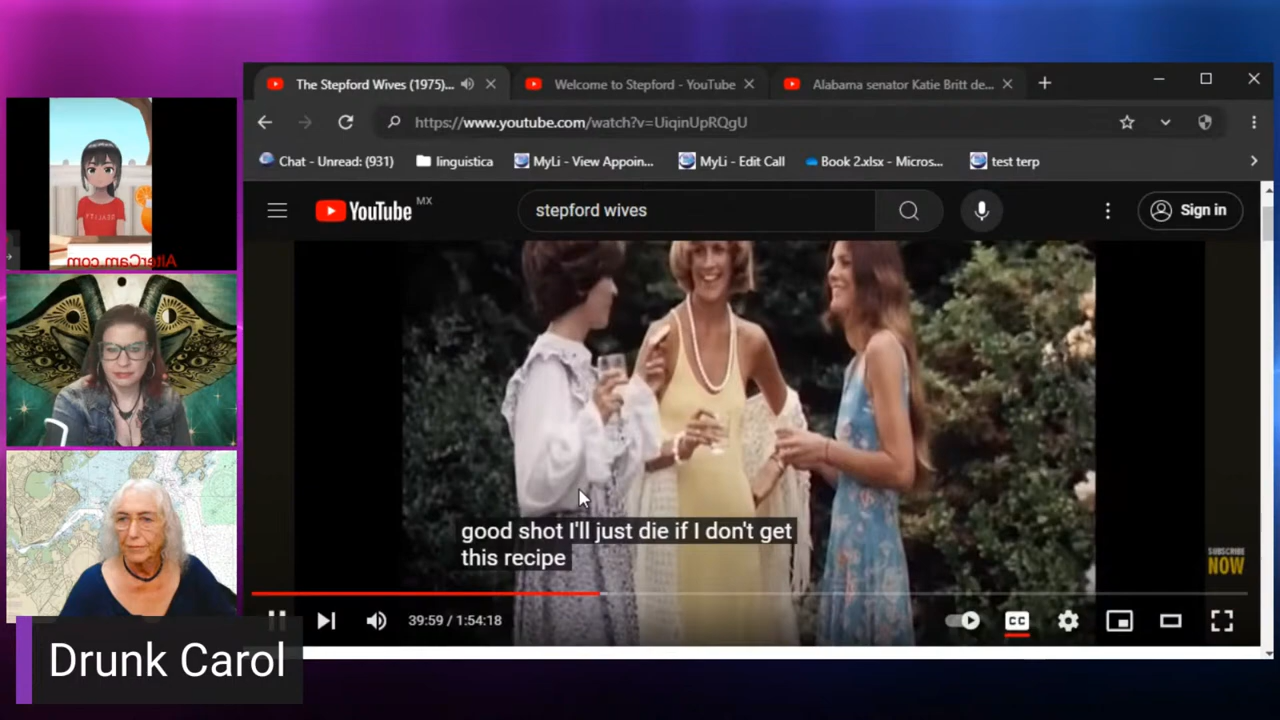 The Stepford Wives (1975)...
Welcome to Stepford - YouTube
Alabama senator Katie Britt de...
https://www.youtube.com/watch?v=UiqinUpRQgU
Chat - Unread: (931)
linguistica
MyLi - View Appoin...
MyLi - Edit Call
Book 2.xlsx - Micros...
test terp
YouTube MX
stepford wives
Sign in
AlterCam.com
good shot I'll just die if I don't get
this recipe
SUBSCRIBE
NOW
39:59 / 1:54:18
CC
Drunk Carol